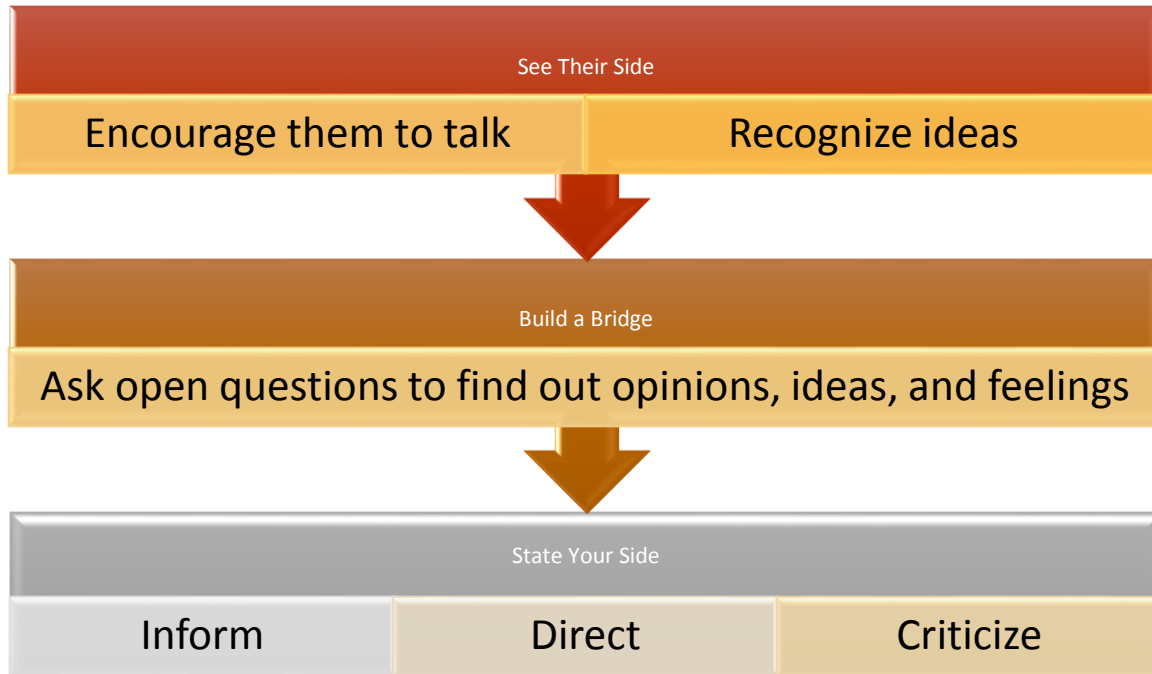 See Their Side
Encourage them to talk
Recognize ideas
Build a Bridge
Ask open questions to find out opinions, ideas, and feelings
State Your Side
Inform
Direct
Criticize